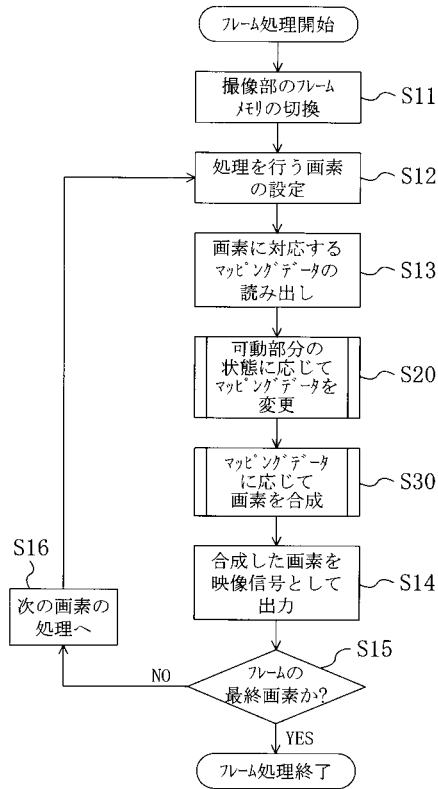 フレーム処理開始
撮像部のフレーム
メモリの切換
S11
処理を行う画素
の設定
S12
画素に対応する
マッピングデータの
読み出し
S13
可動部分の
状態に応じて
マッピングデータを
変更
S20
マッピングデータ
に応じて
画素を合成
S30
合成した画素を
映像信号として
出力
S14
S16
次の画素の
処理へ
フレームの
最終画素か?
S15
NO
YES
フレーム処理終了